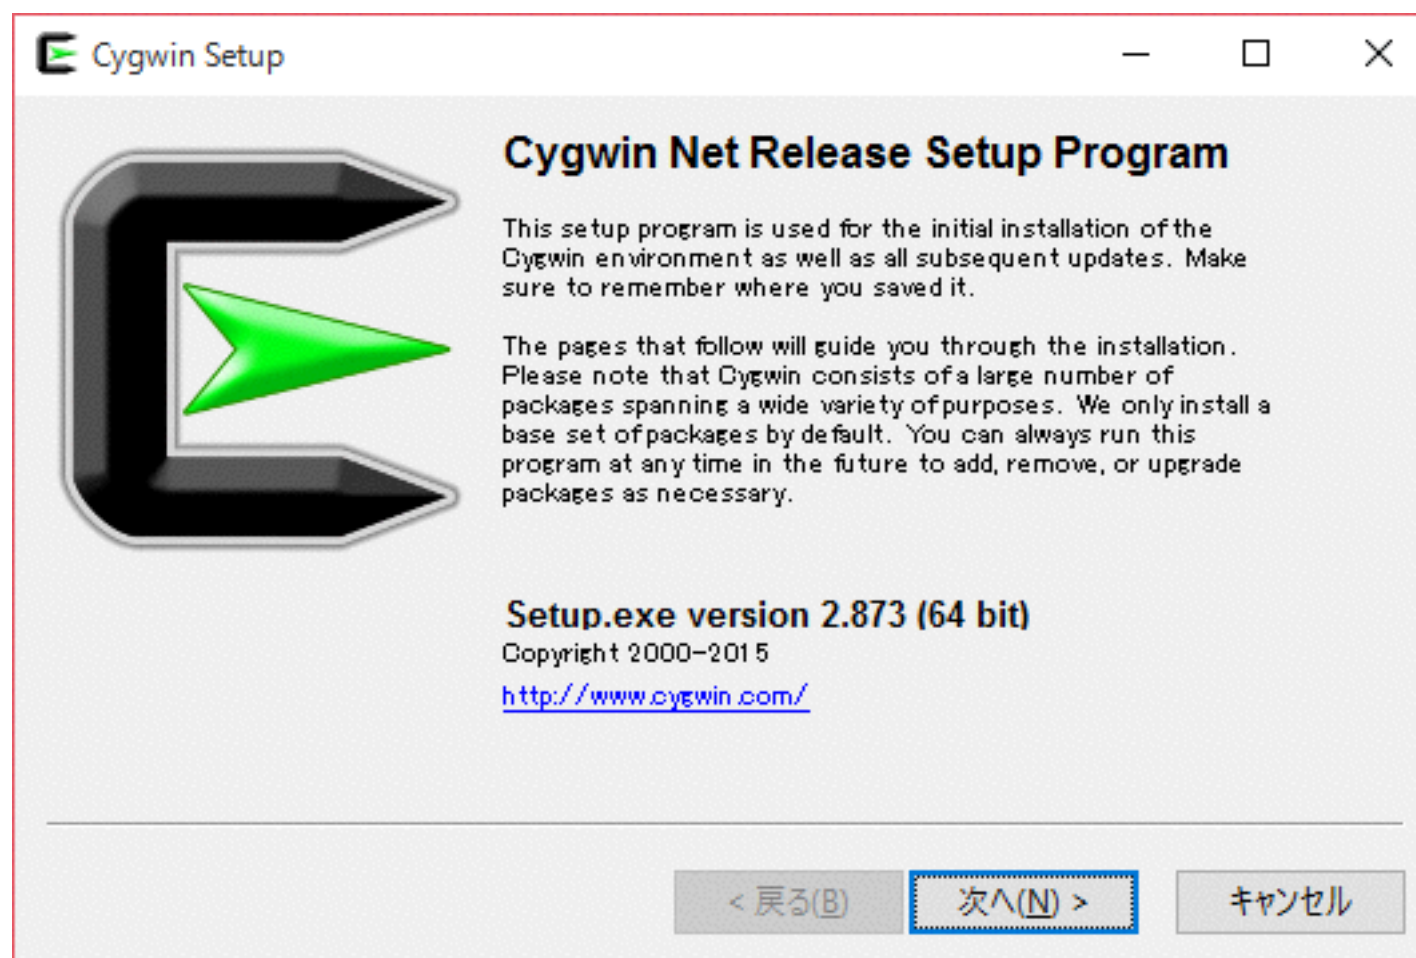 Cygwin Setup
Cygwin Net Release Setup Program
This setup program is used for the initial installation of the
Cygwin environment as well as all subsequent updates. Make
sure to remember where you saved it.
The pages that follow will guide you through the installation.
Please note that Cygwin consists of a large number of
packages spanning a wide variety of purposes. We only install a
base set of packages by default. You can always run this
program at any time in the future to add, remove, or upgrade
packages as necessary.
Setup.exe version 2.873 (64 bit)
Copyright 2000-2015
http://www.cygwin.com/
< 戻る(B) 次へ(N) > キャンセル